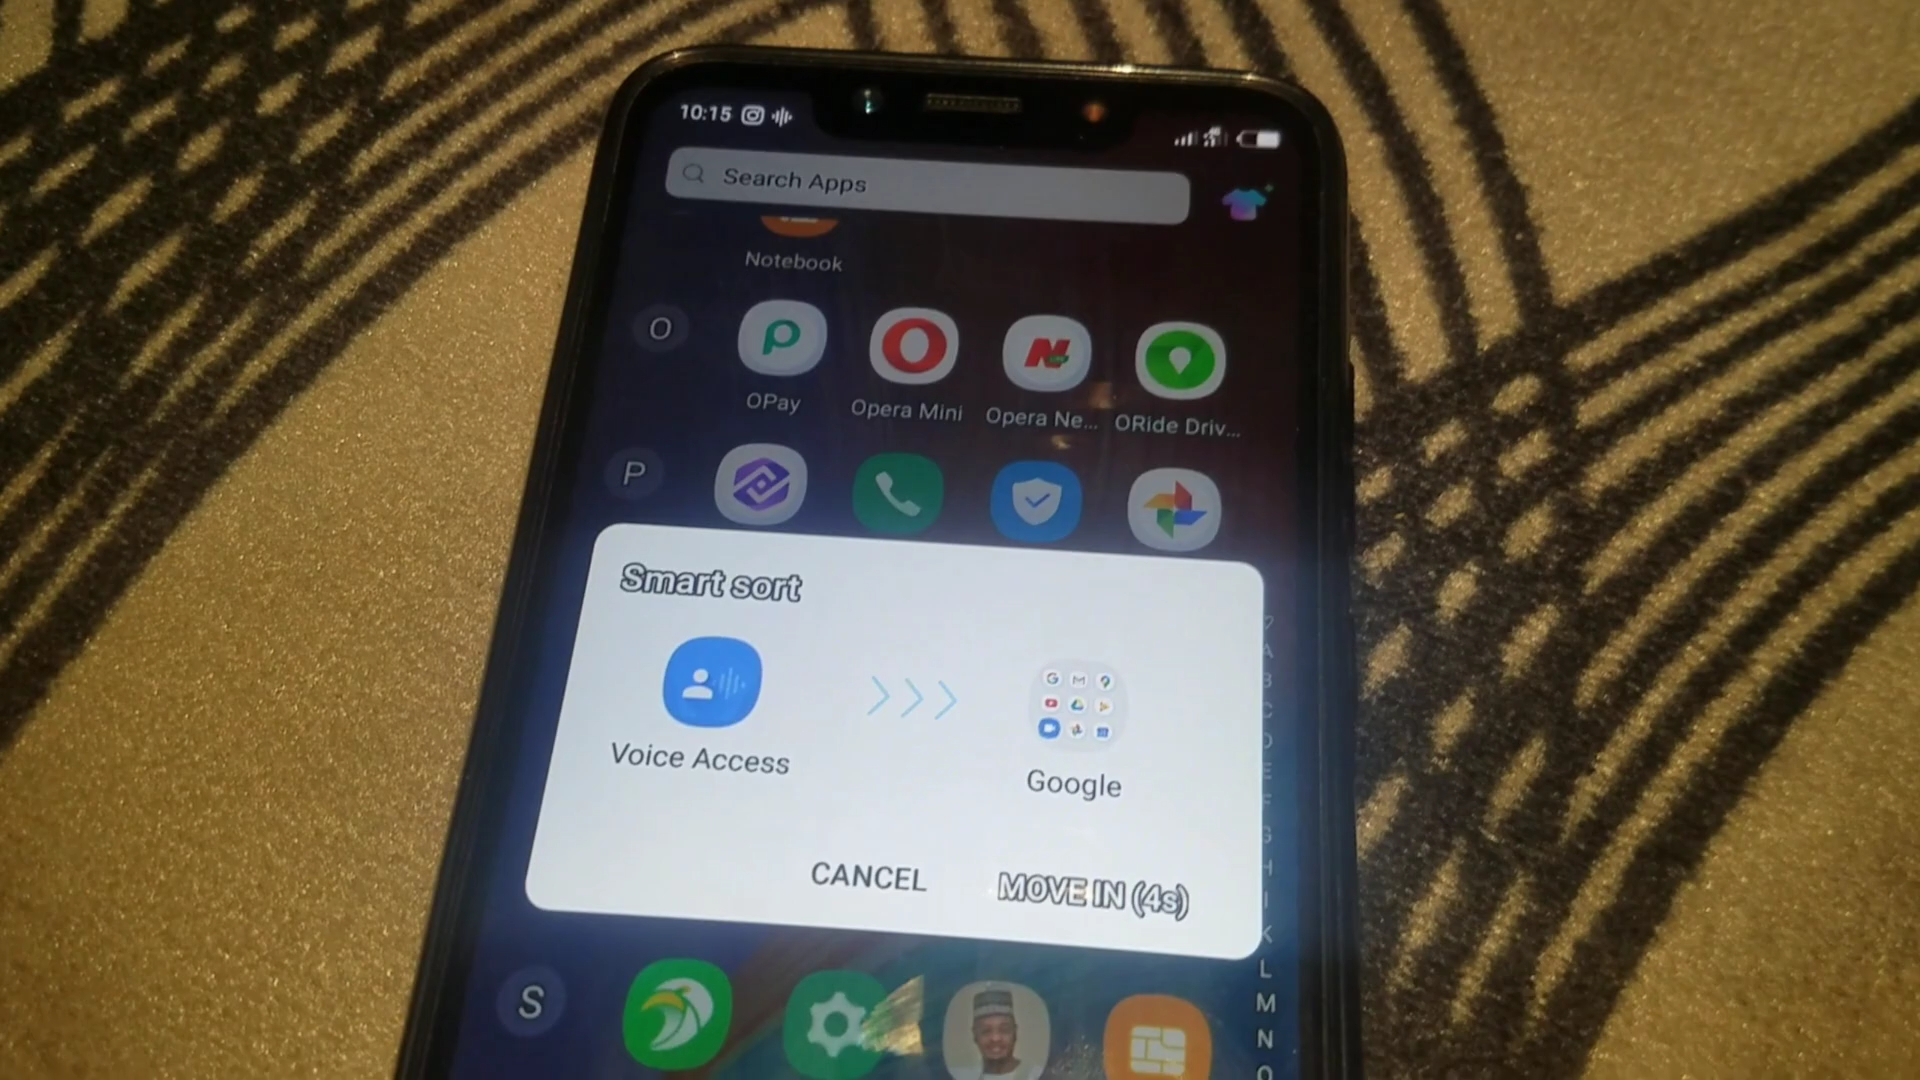 10:15
Search Apps
Notebook
O
OPay
Opera Mini
Opera Ne...
ORide Driv...
P
Smart sort
Voice Access
Google
CANCEL
MOVE IN (4s)
S
A
B
C
D
E
F
G
H
I
K
L
M
N
O